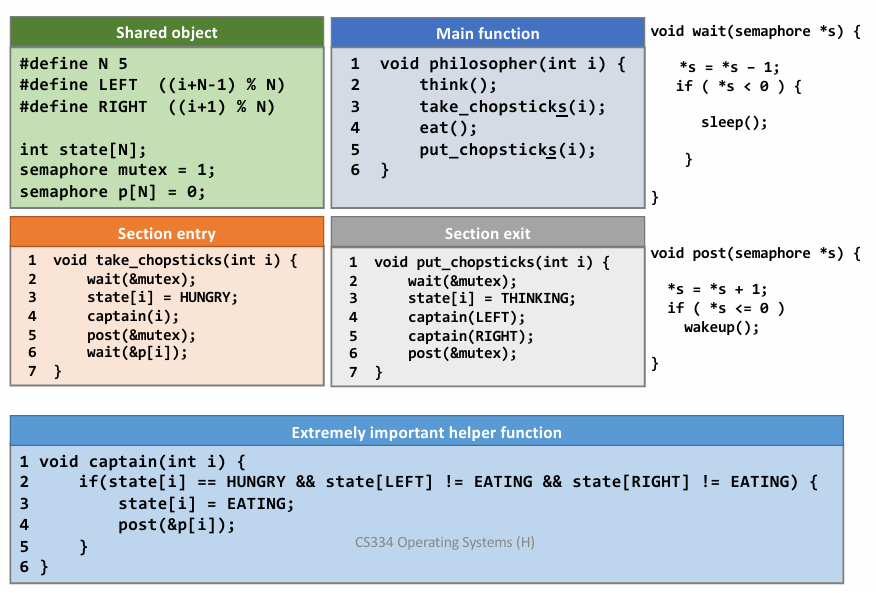 Shared object
#define N 5
#define LEFT  ((i+N-1) % N)
#define RIGHT  ((i+1) % N)
int state[N];
semaphore mutex = 1;
semaphore p[N] = 0;
Main function
1  void philosopher(int i) {
2      think();
3      take_chopsticks(i);
4      eat();
5      put_chopsticks(i);
6  }
void wait(semaphore *s) {
*s = *s – 1;
if ( *s < 0 ) {
sleep();
}
}
Section entry
1  void take_chopsticks(int i) {
2      wait(&mutex);
3      state[i] = HUNGRY;
4      captain(i);
5      post(&mutex);
6      wait(&p[i]);
7  }
Section exit
1  void put_chopsticks(int i) {
2      wait(&mutex);
3      state[i] = THINKING;
4      captain(LEFT);
5      captain(RIGHT);
6      post(&mutex);
7  }
void post(semaphore *s) {
*s = *s + 1;
if ( *s <= 0 )
wakeup();
}
Extremely important helper function
1 void captain(int i) {
2     if(state[i] == HUNGRY && state[LEFT] != EATING && state[RIGHT] != EATING) {
3         state[i] = EATING;
4         post(&p[i]);
5     }
6 }
CS334 Operating Systems (H)